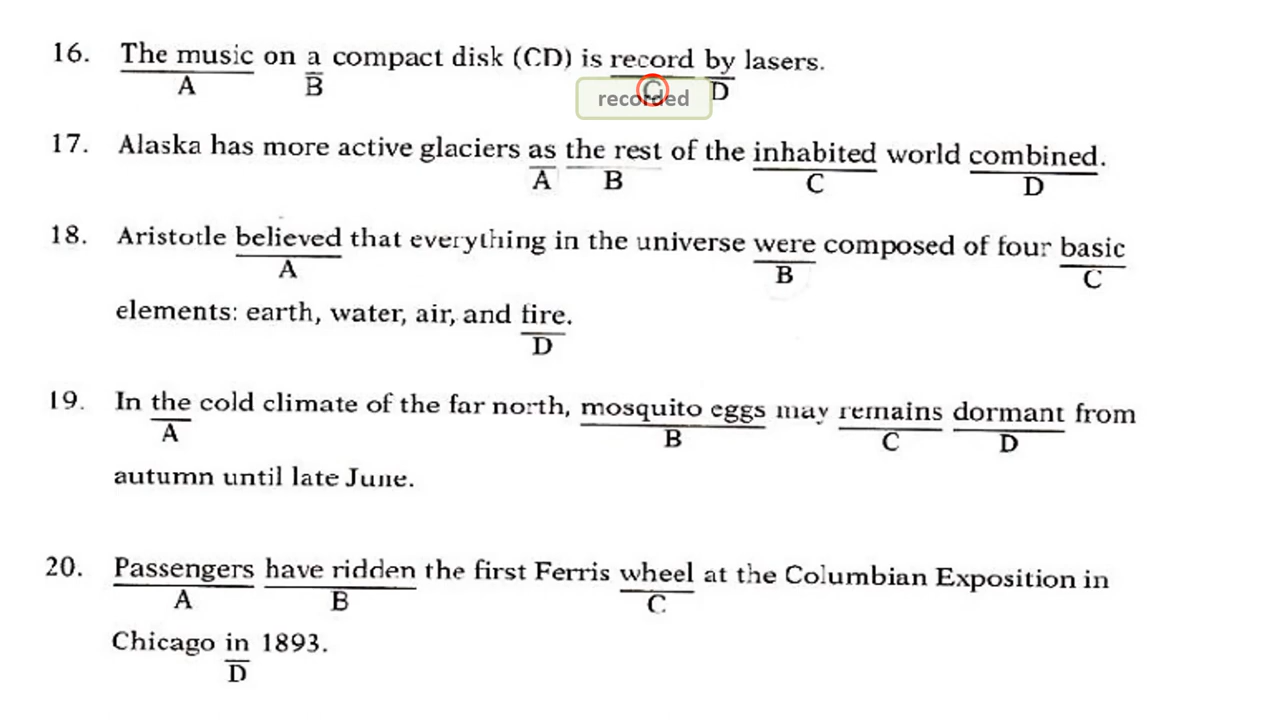 16. The music on a compact disk (CD) is record by lasers.
A B C D
recorded
17. Alaska has more active glaciers as the rest of the inhabited world combined.
A B C D
18. Aristotle believed that everything in the universe were composed of four basic
A B C
elements: earth, water, air, and fire.
D
19. In the cold climate of the far north, mosquito eggs may remains dormant from
A B C D
autumn until late June.
20. Passengers have ridden the first Ferris wheel at the Columbian Exposition in
A B C
Chicago in 1893.
D